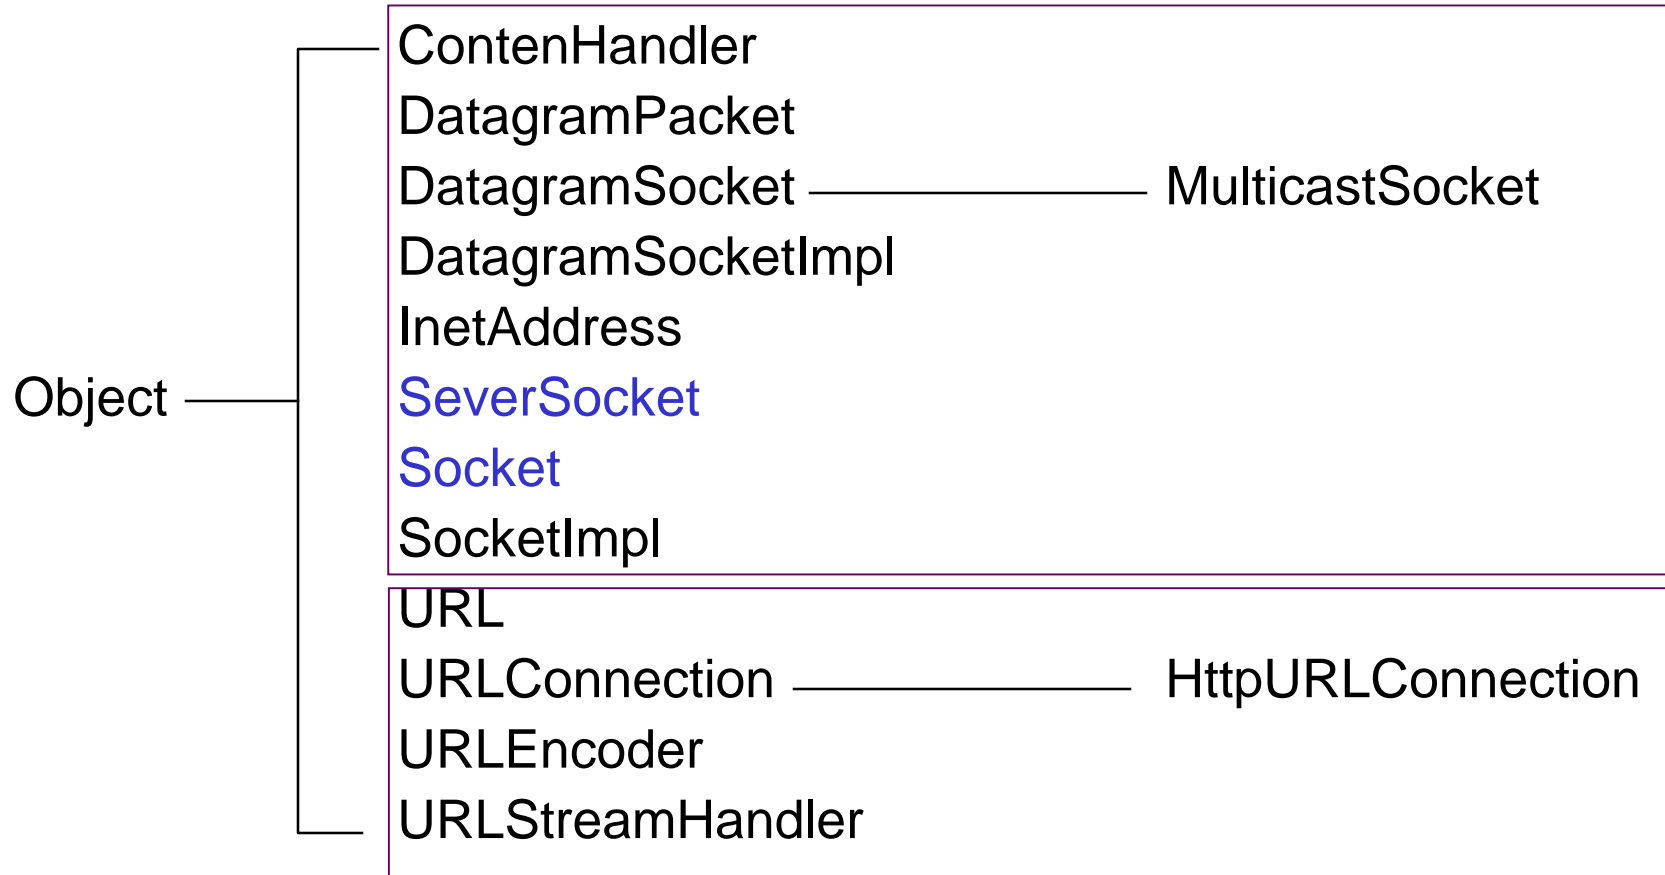 ContenHandler
DatagramPacket
DatagramSocket MulticastSocket
DatagramSocketImpl
InetAddress
Object SeverSocket
Socket
SocketImpl
URL
URLConnection HttpURLConnection
URLEncoder
URLStreamHandler